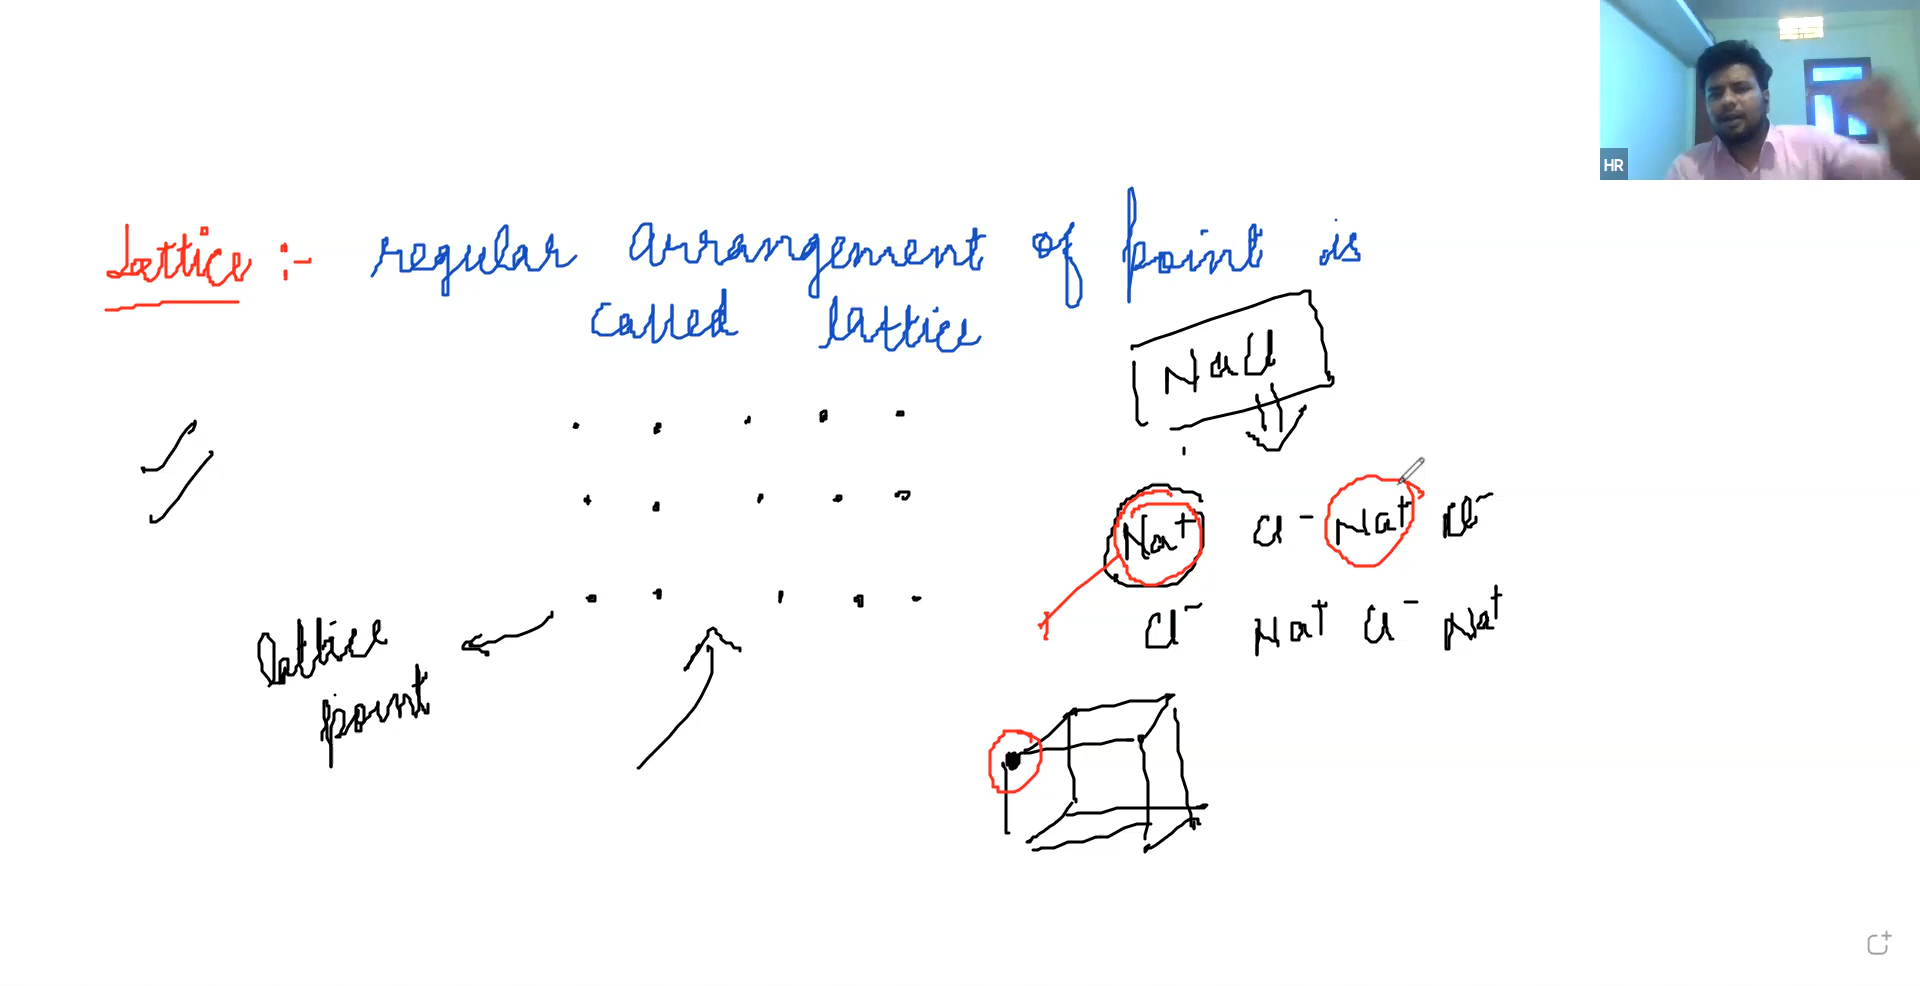 HR
Lattice :- regular arrangement of point is
called lattice
NaCl
Na⁺ Cl⁻ Na⁺ Cl⁻
Cl⁻ Na⁺ Cl⁻ Na⁺
lattice
point